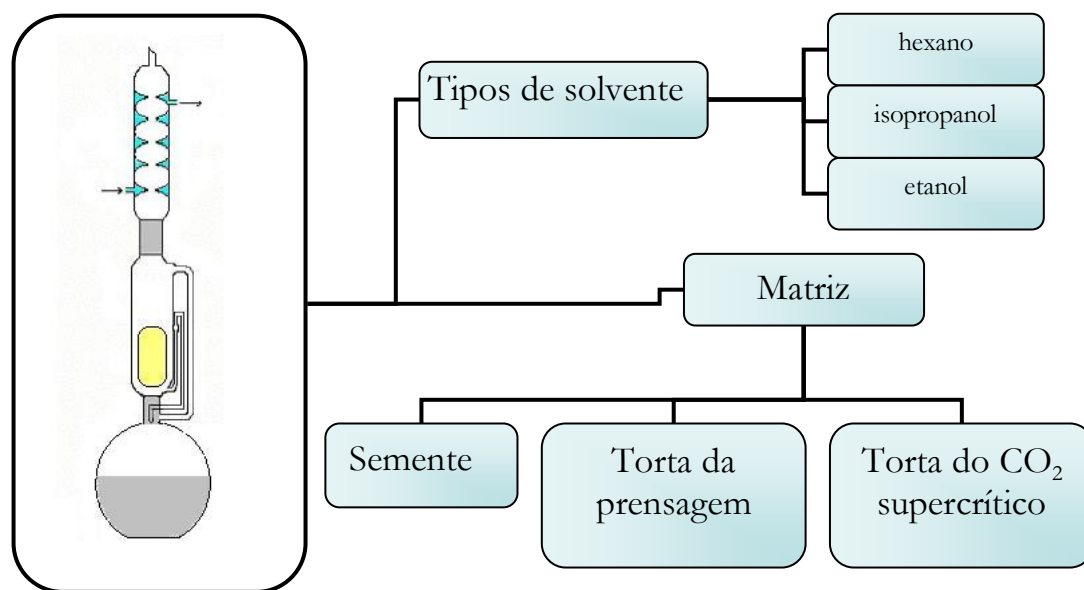 Tipos de solvente
hexano
isopropanol
etanol
Matriz
Semente
Torta da
prensagem
Torta do CO₂
supercrítico